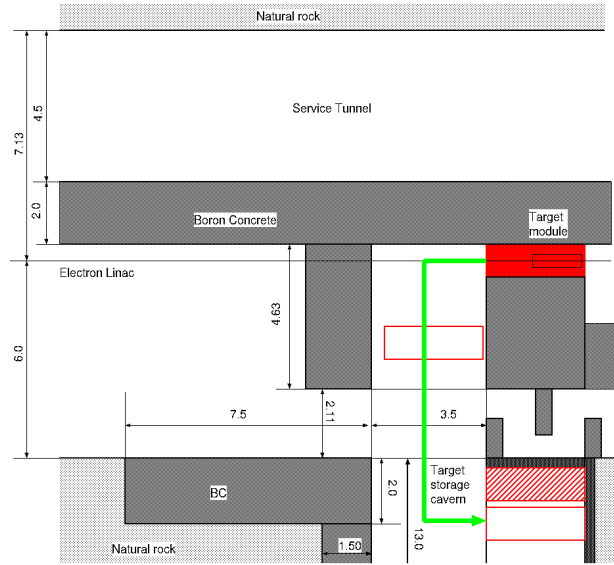 Natural rock
Service Tunnel
4.5
7.13
2.0
Boron Concrete
Target
module
Electron Linac
4.63
6.0
2.11
7.5
3.5
BC
2.0
Target
storage
cavern
13.0
1.50
Natural rock